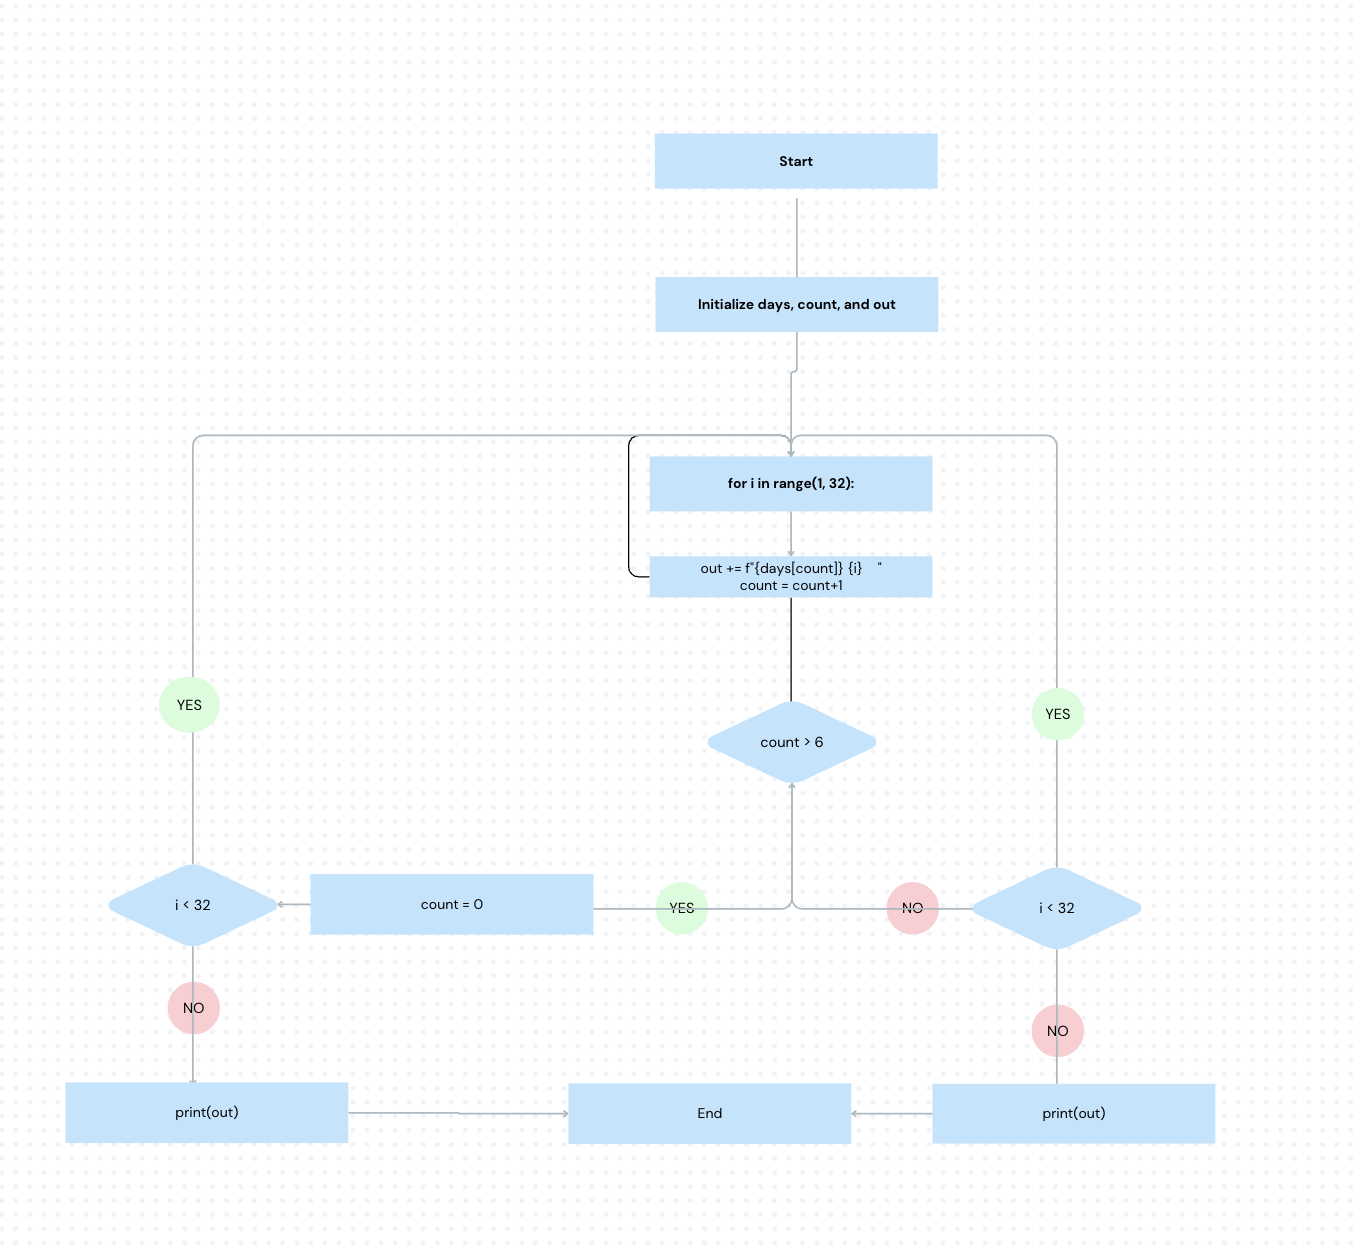 Start
Initialize days, count, and out
for i in range(1, 32):
out += f"{days[count]} {i}    "
count = count+1
YES
YES
count > 6
i < 32
count = 0
YES
NO
i < 32
NO
NO
print(out)
End
print(out)